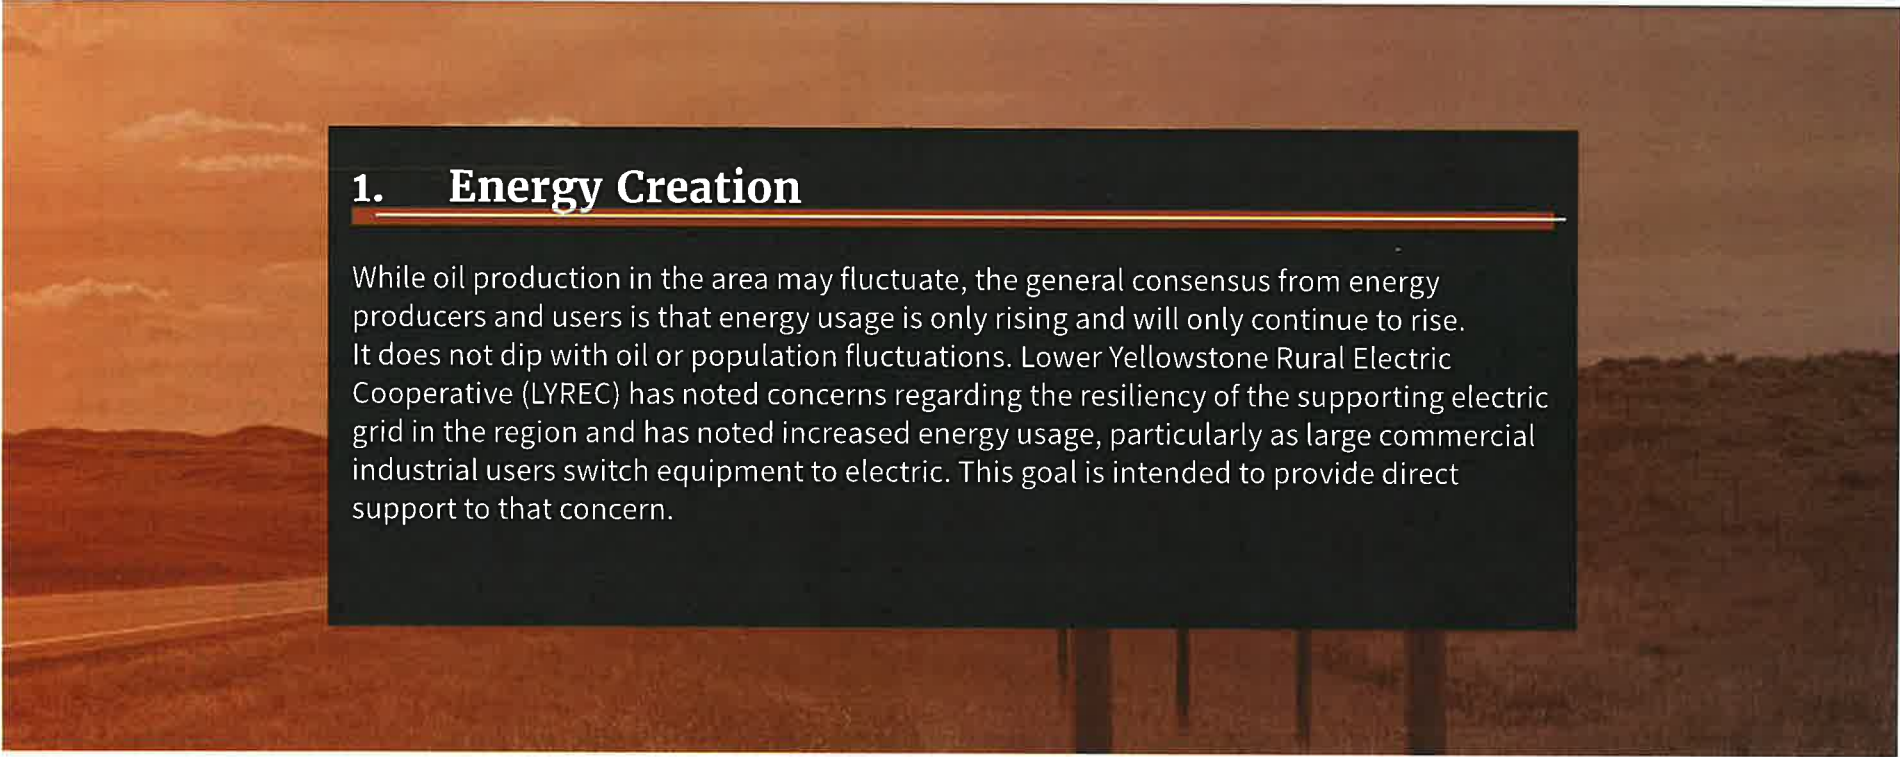 1. Energy Creation
While oil production in the area may fluctuate, the general consensus from energy
producers and users is that energy usage is only rising and will only continue to rise.
It does not dip with oil or population fluctuations. Lower Yellowstone Rural Electric
Cooperative (LYREC) has noted concerns regarding the resiliency of the supporting electric
grid in the region and has noted increased energy usage, particularly as large commercial
industrial users switch equipment to electric. This goal is intended to provide direct
support to that concern.